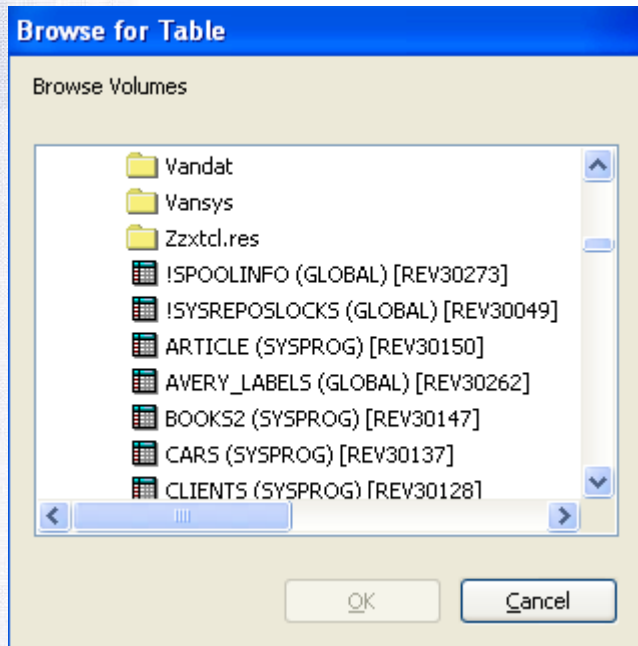 Browse for Table
Browse Volumes
Vandat
Vansys
Zzxtcl.res
!SPOOLINFO (GLOBAL) [REV30273]
!SYSREPOSLOCKS (GLOBAL) [REV30049]
ARTICLE (SYSPROG) [REV30150]
AVERY_LABELS (GLOBAL) [REV30262]
BOOKS2 (SYSPROG) [REV30147]
CARS (SYSPROG) [REV30137]
CLIENTS (SYSPROG) [REV30128]
OK Cancel